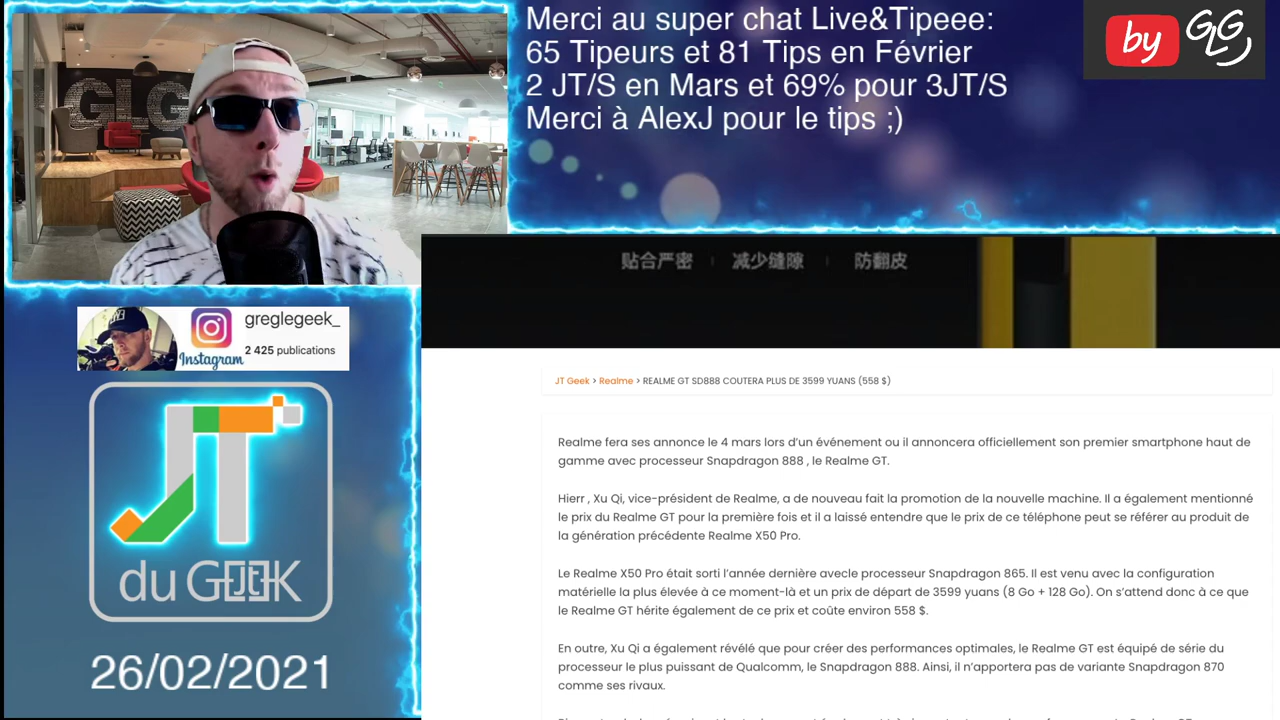 Merci au super chat Live&Tipeee:
65 Tipeurs et 81 Tips en Février
2 JT/S en Mars et 69% pour 3JT/S
Merci à AlexJ pour le tips ;)
by GLG
GLG
贴合严密 | 减少缝隙 | 防翻皮
greglegeek_
Instagram
2 425 publications
JT
du GEEK
26/02/2021
JT Geek > Realme > REALME GT SD888 COUTERA PLUS DE 3599 YUANS (558 $)
Realme fera ses annonce le 4 mars lors d'un événement ou il annoncera officiellement son premier smartphone haut de
gamme avec processeur Snapdragon 888 , le Realme GT.
Hierr , Xu Qi, vice-président de Realme, a de nouveau fait la promotion de la nouvelle machine. Il a également mentionné
le prix du Realme GT pour la première fois et il a laissé entendre que le prix de ce téléphone peut se référer au produit de
la génération précédente Realme X50 Pro.
Le Realme X50 Pro était sorti l'année dernière avecle processeur Snapdragon 865. Il est venu avec la configuration
matérielle la plus élevée à ce moment-là et un prix de départ de 3599 yuans (8 Go + 128 Go). On s'attend donc à ce que
le Realme GT hérite également de ce prix et coûte environ 558 $.
En outre, Xu Qi a également révélé que pour créer des performances optimales, le Realme GT est équipé de série du
processeur le plus puissant de Qualcomm, le Snapdragon 888. Ainsi, il n'apportera pas de variante Snapdragon 870
comme ses rivaux.